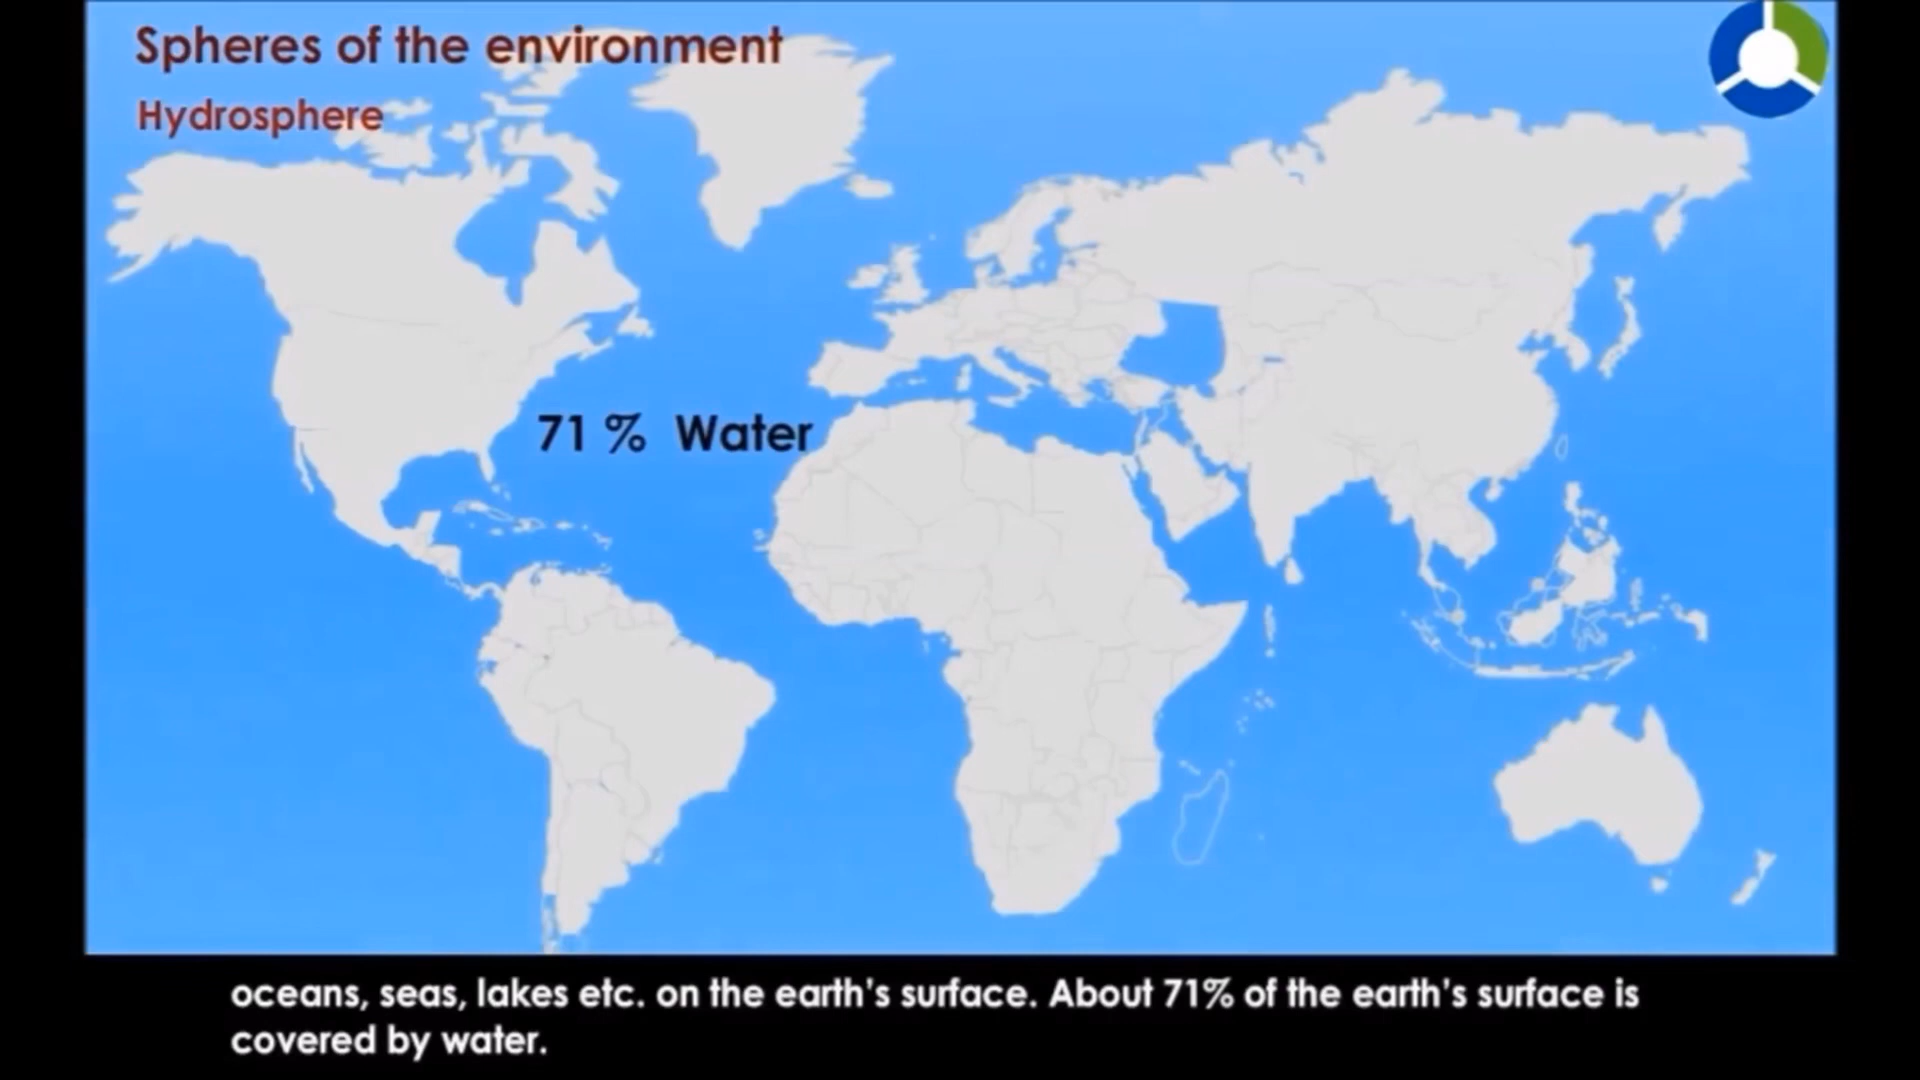 Spheres of the environment
Hydrosphere
71 % Water
oceans, seas, lakes etc. on the earth's surface. About 71% of the earth's surface is
covered by water.